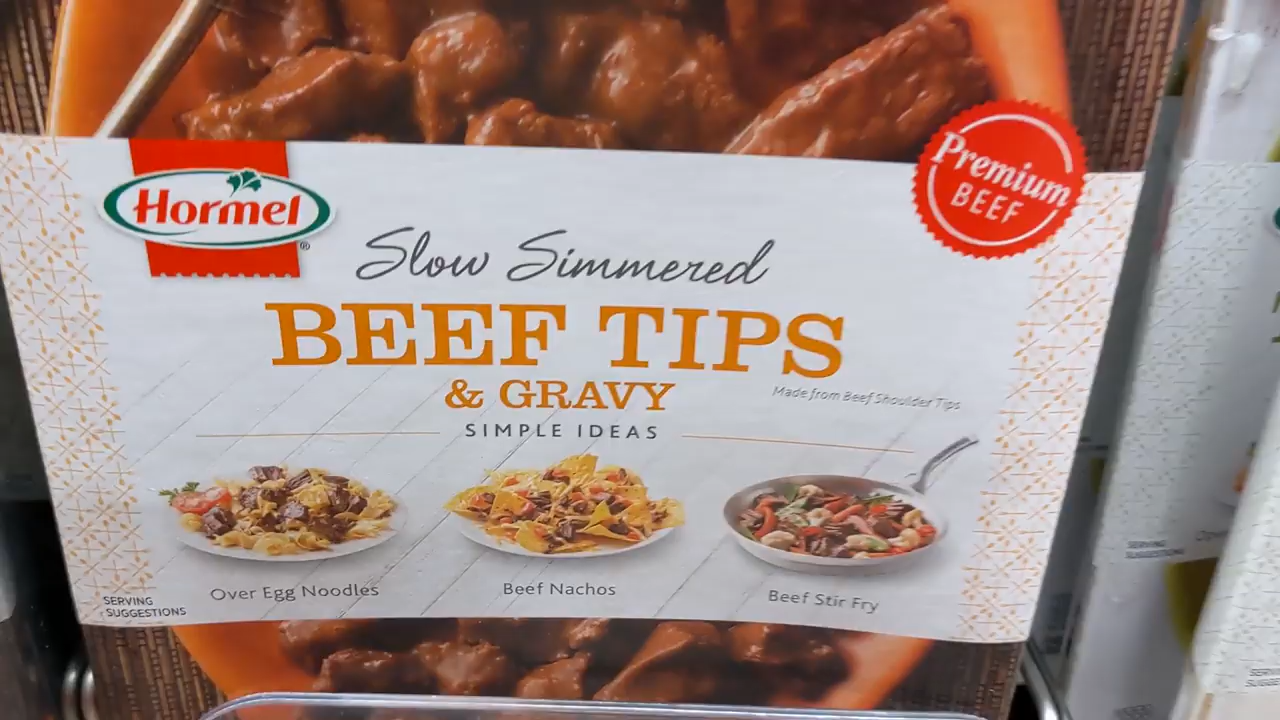 Hormel®
Premium
BEEF
Slow Simmered
BEEF TIPS
& GRAVY
Made from Beef Shoulder Tips
SIMPLE IDEAS
Over Egg Noodles
Beef Nachos
Beef Stir Fry
SERVING
SUGGESTIONS